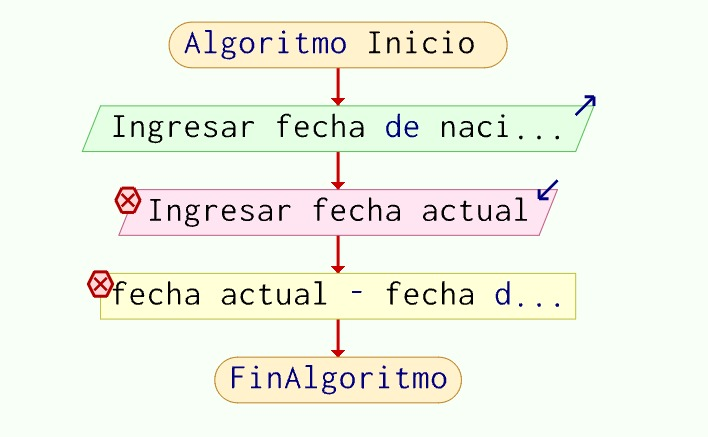 Algoritmo Inicio
Ingresar fecha de naci...
Ingresar fecha actual
fecha actual - fecha d...
FinAlgoritmo